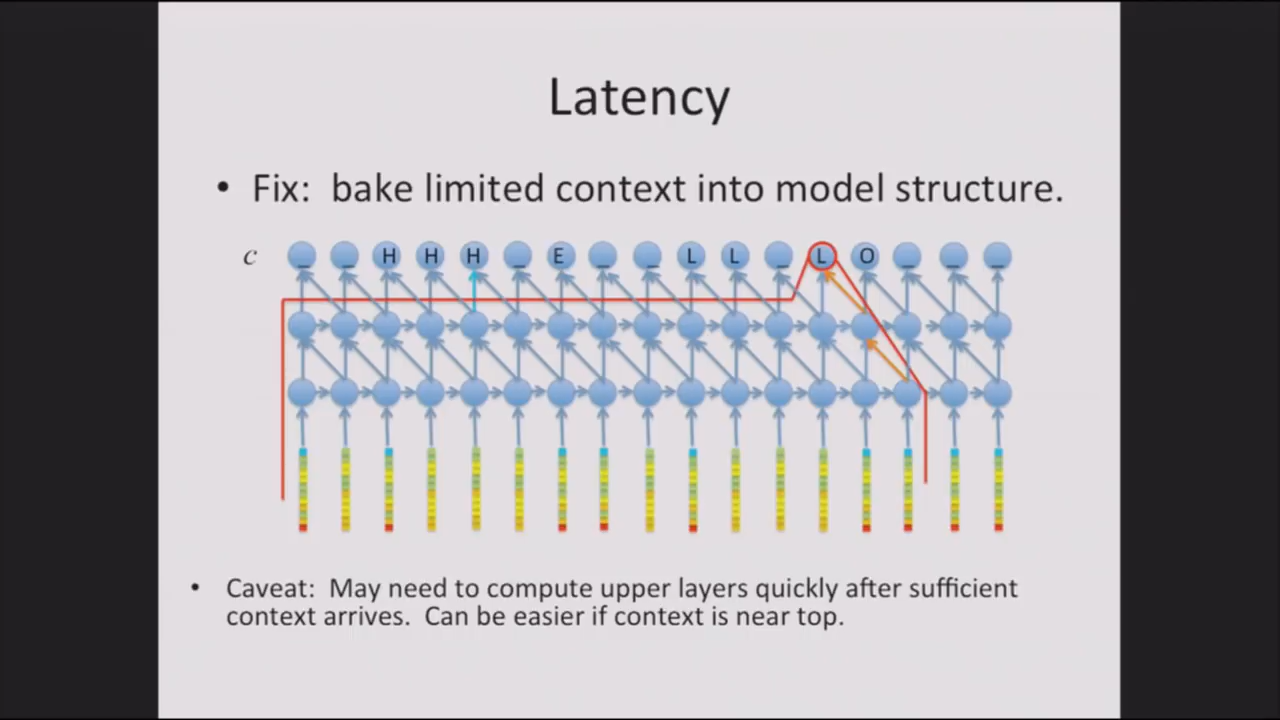 Latency
• Fix: bake limited context into model structure.
c _ _ H H H _ E _ _ L L _ L O _ _ _
• Caveat: May need to compute upper layers quickly after sufficient
context arrives. Can be easier if context is near top.